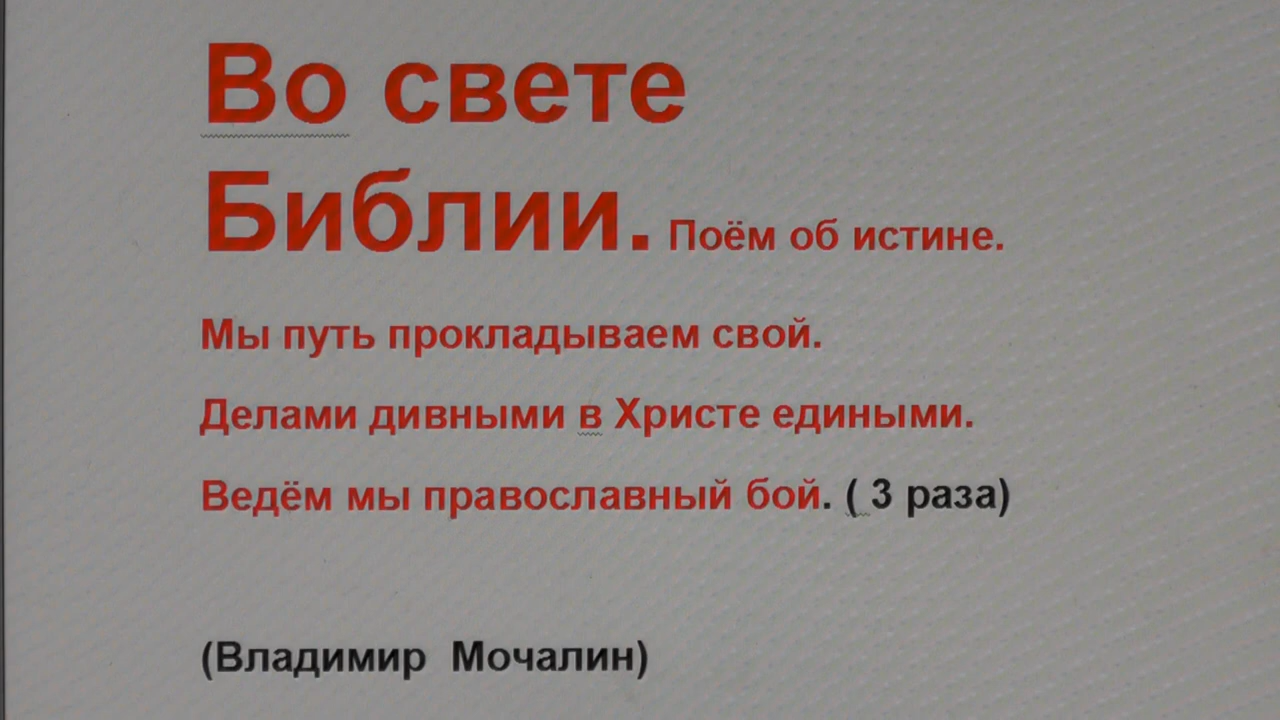 Во свете
Библии. Поём об истине.
Мы путь прокладываем свой.
Делами дивными в Христе едиными.
Ведём мы православный бой. ( 3 раза)
(Владимир  Мочалин)